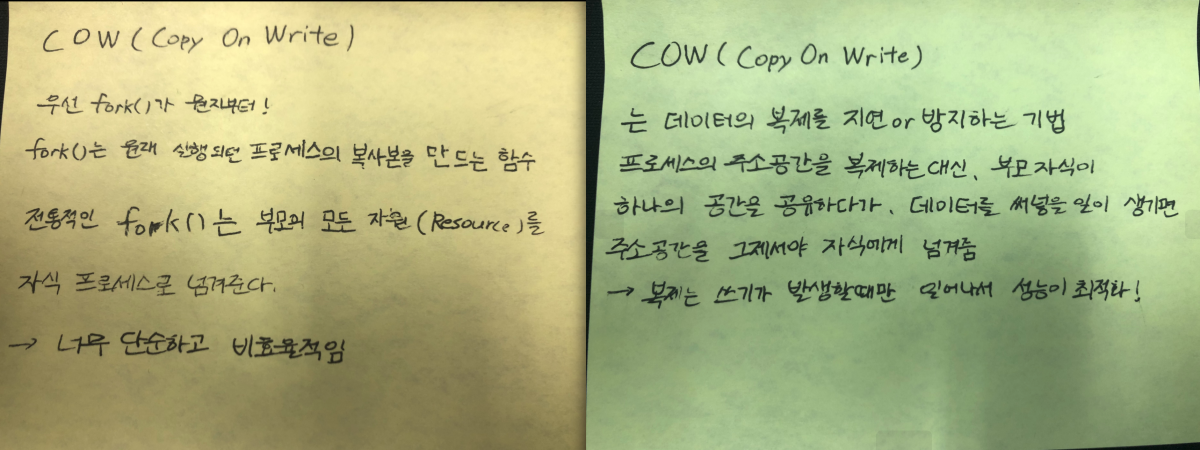 COW (Copy On Write)
우선 fork()가 뭔지부터!
fork()는 원래 실행되던 프로세스의 복사본을 만드는 함수
전통적인 fork()는 부모의 모든 자원(Resource)를
자식 프로세스로 넘겨준다.
→ 너무 단순하고 비효율적임
COW (Copy On Write)
는 데이터의 복제를 지연 or 방지하는 기법
프로세스의 주소공간을 복제하는 대신, 부모 자식이
하나의 공간을 공유하다가, 데이터를 써넣을 일이 생기면
주소공간을 그제서야 자식에게 넘겨줌
→ 복제는 쓰기가 발생할때만 일어나서 성능이 최적화!